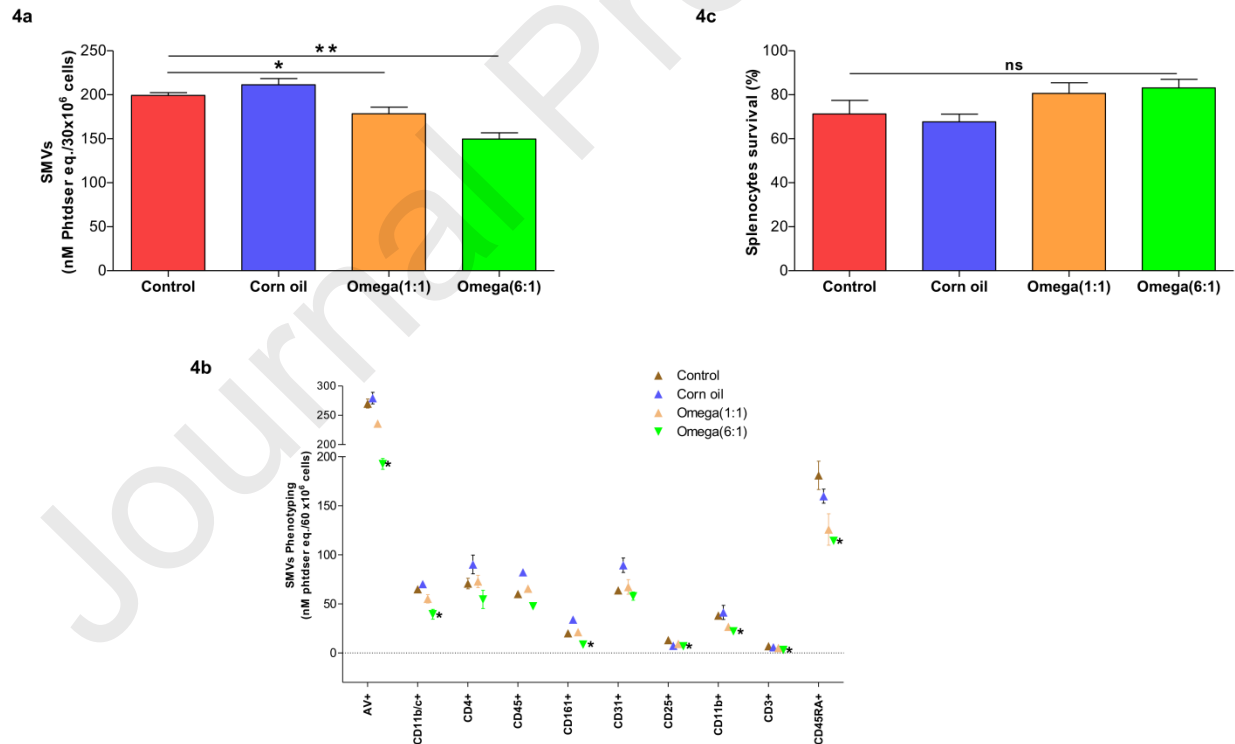 4a
SMVs
(nM Phtdser eq./30x10⁶ cells)
250
200
150
100
50
0
**
*
Control
Corn oil
Omega(1:1)
Omega(6:1)
4c
Splenocytes survival (%)
100
80
60
40
20
0
ns
Control
Corn oil
Omega(1:1)
Omega(6:1)
4b
Control
Corn oil
Omega(1:1)
Omega(6:1)
SMVs Phenotyping
(nM phtdser eq./60 x10⁶ cells)
300
250
200
200
150
100
50
0
*
*
*
*
*
*
*
AV+
CD11b/c+
CD4+
CD45+
CD161+
CD31+
CD25+
CD11b+
CD3+
CD45RA+
Journal Pr